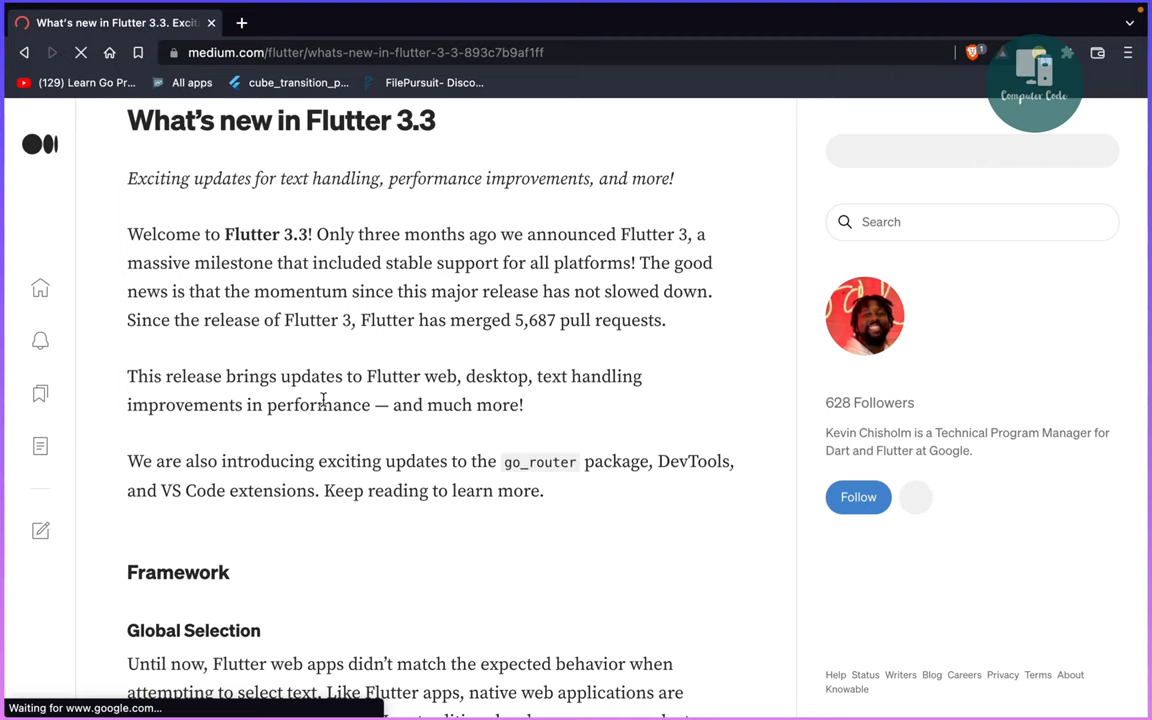 What's new in Flutter 3.3. Exci
medium.com/flutter/whats-new-in-flutter-3-3-893c7b9af1ff
1
(129) Learn Go Pr...
All apps
cube_transition_p...
FilePursuit- Disco...
Computer Code
What's new in Flutter 3.3
Exciting updates for text handling, performance improvements, and more!
Welcome to Flutter 3.3! Only three months ago we announced Flutter 3, a
massive milestone that included stable support for all platforms! The good
news is that the momentum since this major release has not slowed down.
Since the release of Flutter 3, Flutter has merged 5,687 pull requests.
This release brings updates to Flutter web, desktop, text handling
improvements in performance — and much more!
We are also introducing exciting updates to the go_router package, DevTools,
and VS Code extensions. Keep reading to learn more.
Framework
Global Selection
Until now, Flutter web apps didn't match the expected behavior when
attempting to select text. Like Flutter apps, native web applications are
Search
628 Followers
Kevin Chisholm is a Technical Program Manager for
Dart and Flutter at Google.
Follow
Help Status Writers Blog Careers Privacy Terms About
Knowable
Waiting for www.google.com...